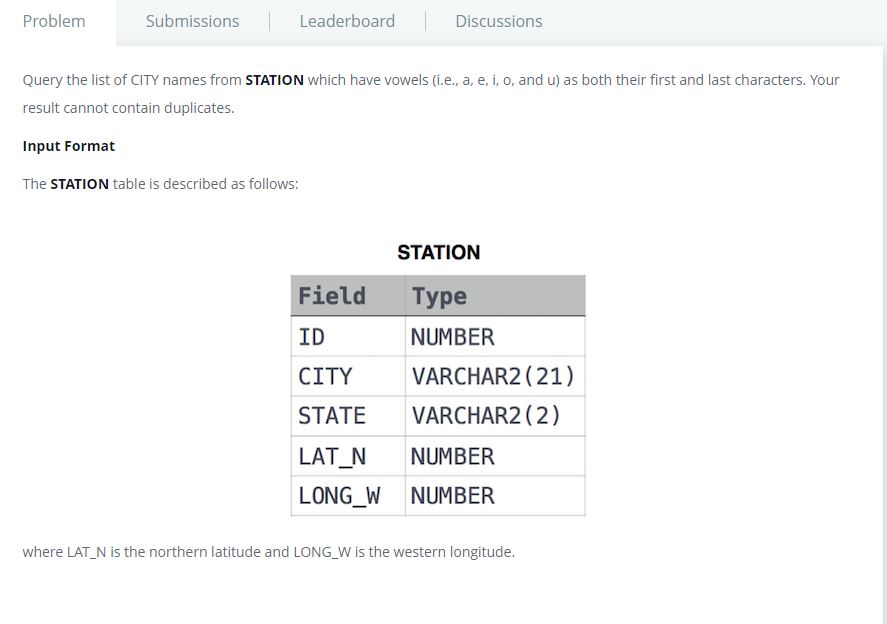 Problem Submissions Leaderboard Discussions
Query the list of CITY names from STATION which have vowels (i.e., a, e, i, o, and u) as both their first and last characters. Your
result cannot contain duplicates.
Input Format
The STATION table is described as follows:
STATION
Field Type
ID NUMBER
CITY VARCHAR2(21)
STATE VARCHAR2(2)
LAT_N NUMBER
LONG_W NUMBER
where LAT_N is the northern latitude and LONG_W is the western longitude.